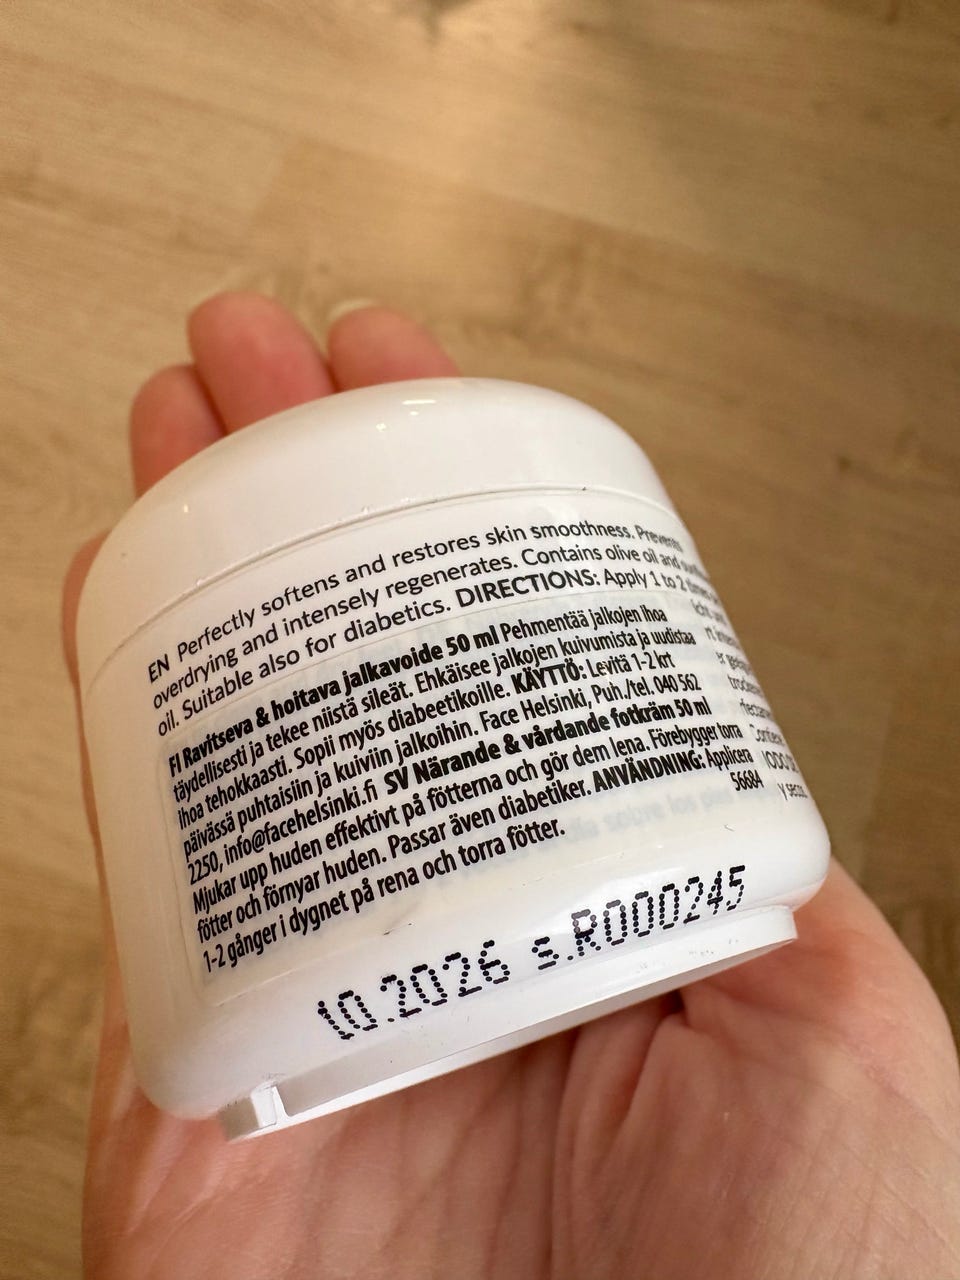 EN Perfectly softens and restores skin smoothness. Prevents
overdrying and intensely regenerates. Contains olive oil and
oil. Suitable also for diabetics. DIRECTIONS: Apply 1 to 2 times
FI Ravitseva & hoitava jalkavoide 50 ml Pehmentää jalkojen ihoa
täydellisesti ja tekee niistä sileät. Ehkäisee jalkojen kuivumista ja uudistaa
ihoa tehokkaasti. Sopii myös diabeetikoille. KÄYTTÖ: Levitä 1-2 krt
päivässä puhtaisiin ja kuiviin jalkoihin. Face Helsinki, Puh./tel. 040 562
2250, info@facehelsinki.fi SV Närande & vårdande fotkräm 50 ml
Mjukar upp huden effektivt på fötterna och gör dem lena. Förebygger torra
fötter och förnyar huden. Passar även diabetiker. ANVÄNDNING: Applicera
1-2 gånger i dygnet på rena och torra fötter. 56684
y secos
10.2026 s.R000245